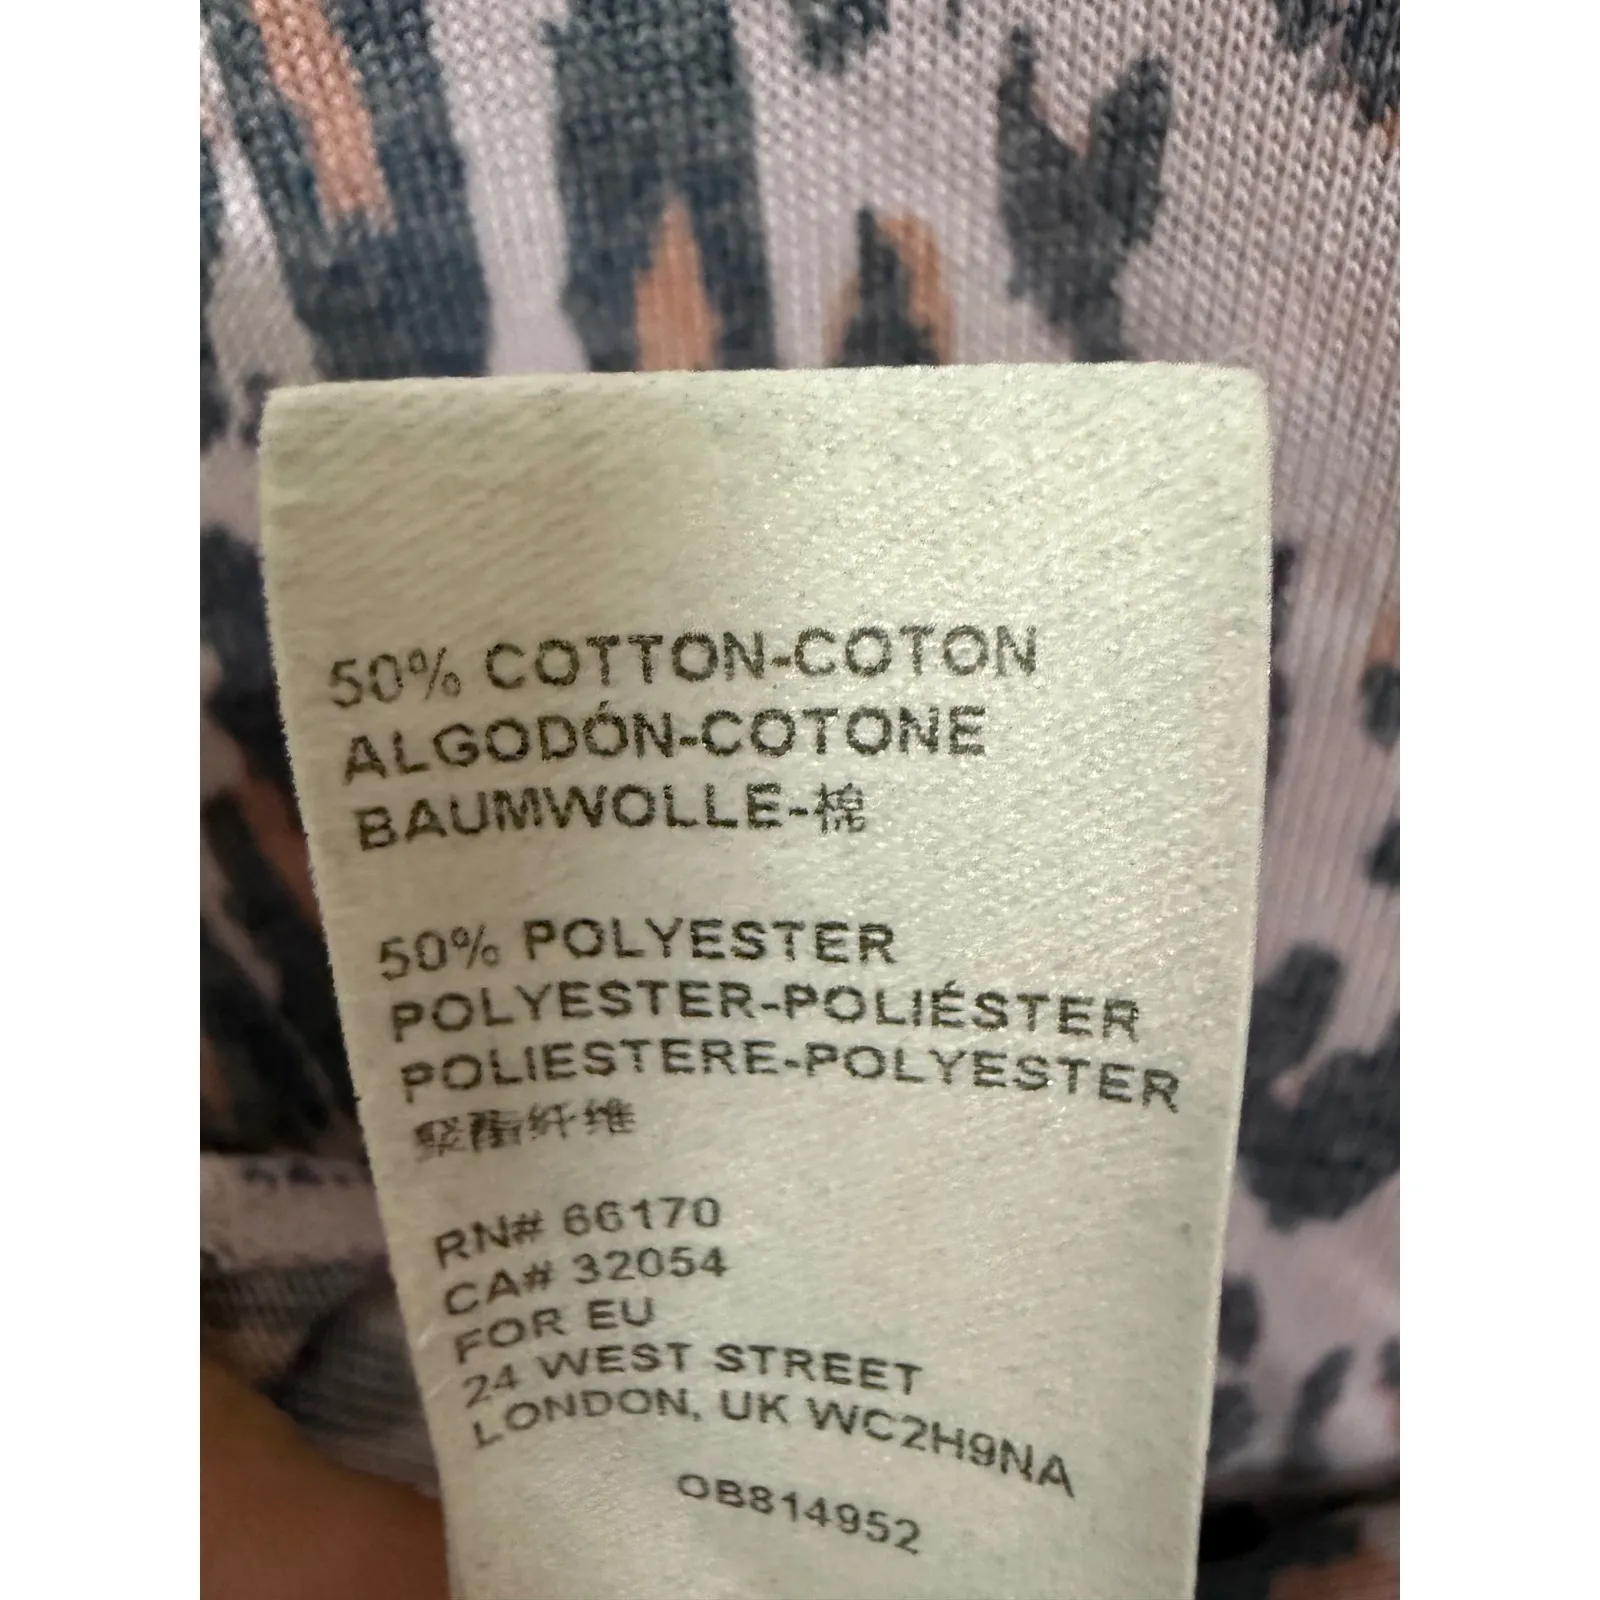 50% COTTON-COTON
ALGODÓN-COTONE
BAUMWOLLE-棉
50% POLYESTER
POLYESTER-POLIÉSTER
POLIESTERE-POLYESTER
聚酯纤维
RN# 66170
CA# 32054
FOR EU
24 WEST STREET
LONDON, UK WC2H9NA
OB814952